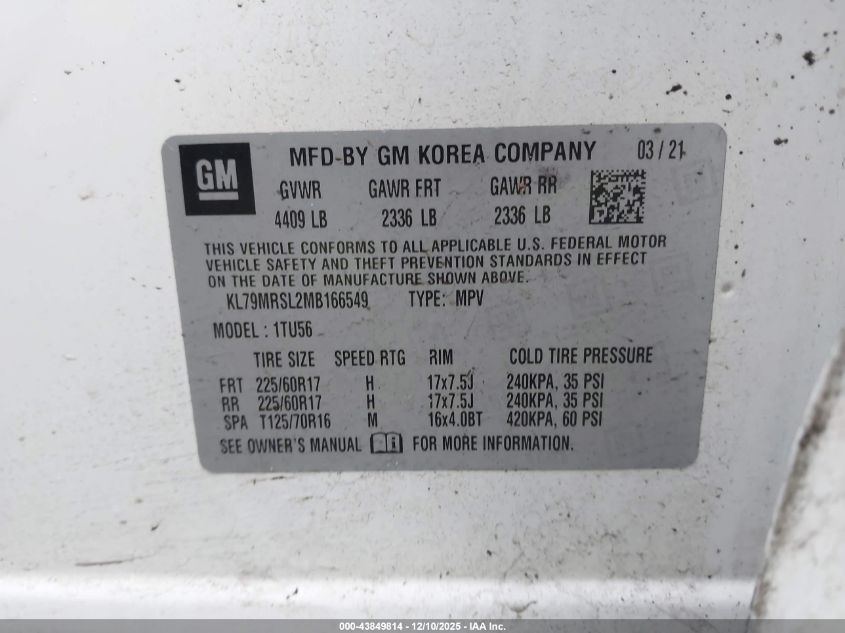 GM MFD-BY GM KOREA COMPANY 03 / 21
GVWR GAWR FRT GAWR RR
4409 LB 2336 LB 2336 LB
THIS VEHICLE CONFORMS TO ALL APPLICABLE U.S. FEDERAL MOTOR
VEHICLE SAFETY AND THEFT PREVENTION STANDARDS IN EFFECT
ON THE DATE OF MANUFACTURE SHOWN ABOVE.
KL79MRSL2MB166549 TYPE: MPV
MODEL : 1TU56
TIRE SIZE SPEED RTG RIM COLD TIRE PRESSURE
FRT 225/60R17 H 17x7.5J 240KPA, 35 PSI
RR 225/60R17 H 17x7.5J 240KPA, 35 PSI
SPA T125/70R16 M 16x4.0BT 420KPA, 60 PSI
SEE OWNER'S MANUAL FOR MORE INFORMATION.
000-43849814 - 12/10/2025 - IAA Inc.